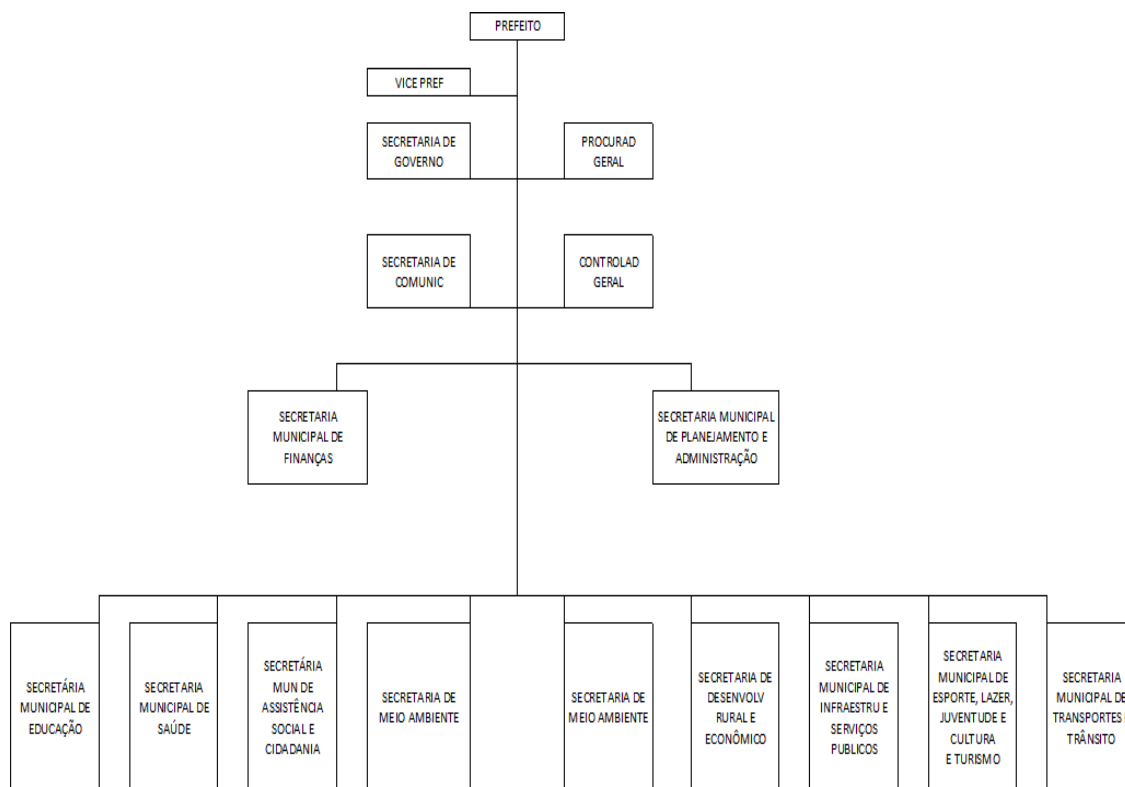 PREFEITO
VICE PREF
SECRETARIA DE
GOVERNO
PROCURAD
GERAL
SECRETARIA DE
COMUNIC
CONTROLAD
GERAL
SECRETARIA
MUNICIPAL DE
FINANÇAS
SECRETARIA MUNICIPAL
DE PLANEJAMENTO E
ADMINISTRAÇÃO
SECRETÁRIA
MUNICIPAL DE
EDUCAÇÃO
SECRETARIA
MUNICIPAL DE
SAÚDE
SECRETÁRIA
MUN DE
ASSISTÊNCIA
SOCIAL E
CIDADANIA
SECRETARIA DE
MEIO AMBIENTE
SECRETARIA DE
MEIO AMBIENTE
SECRETARIA DE
DESENVOLV
RURAL E
ECONÔMICO
SECRETARIA
MUNICIPAL DE
INFRAESTRU E
SERVIÇOS
PUBLICOS
SECRETARIA
MUNICIPAL DE
ESPORTE, LAZER,
JUVENTUDE E
CULTURA
E TURISMO
SECRETARIA
MUNICIPAL DE
TRANSPORTES
TRÂNSITO